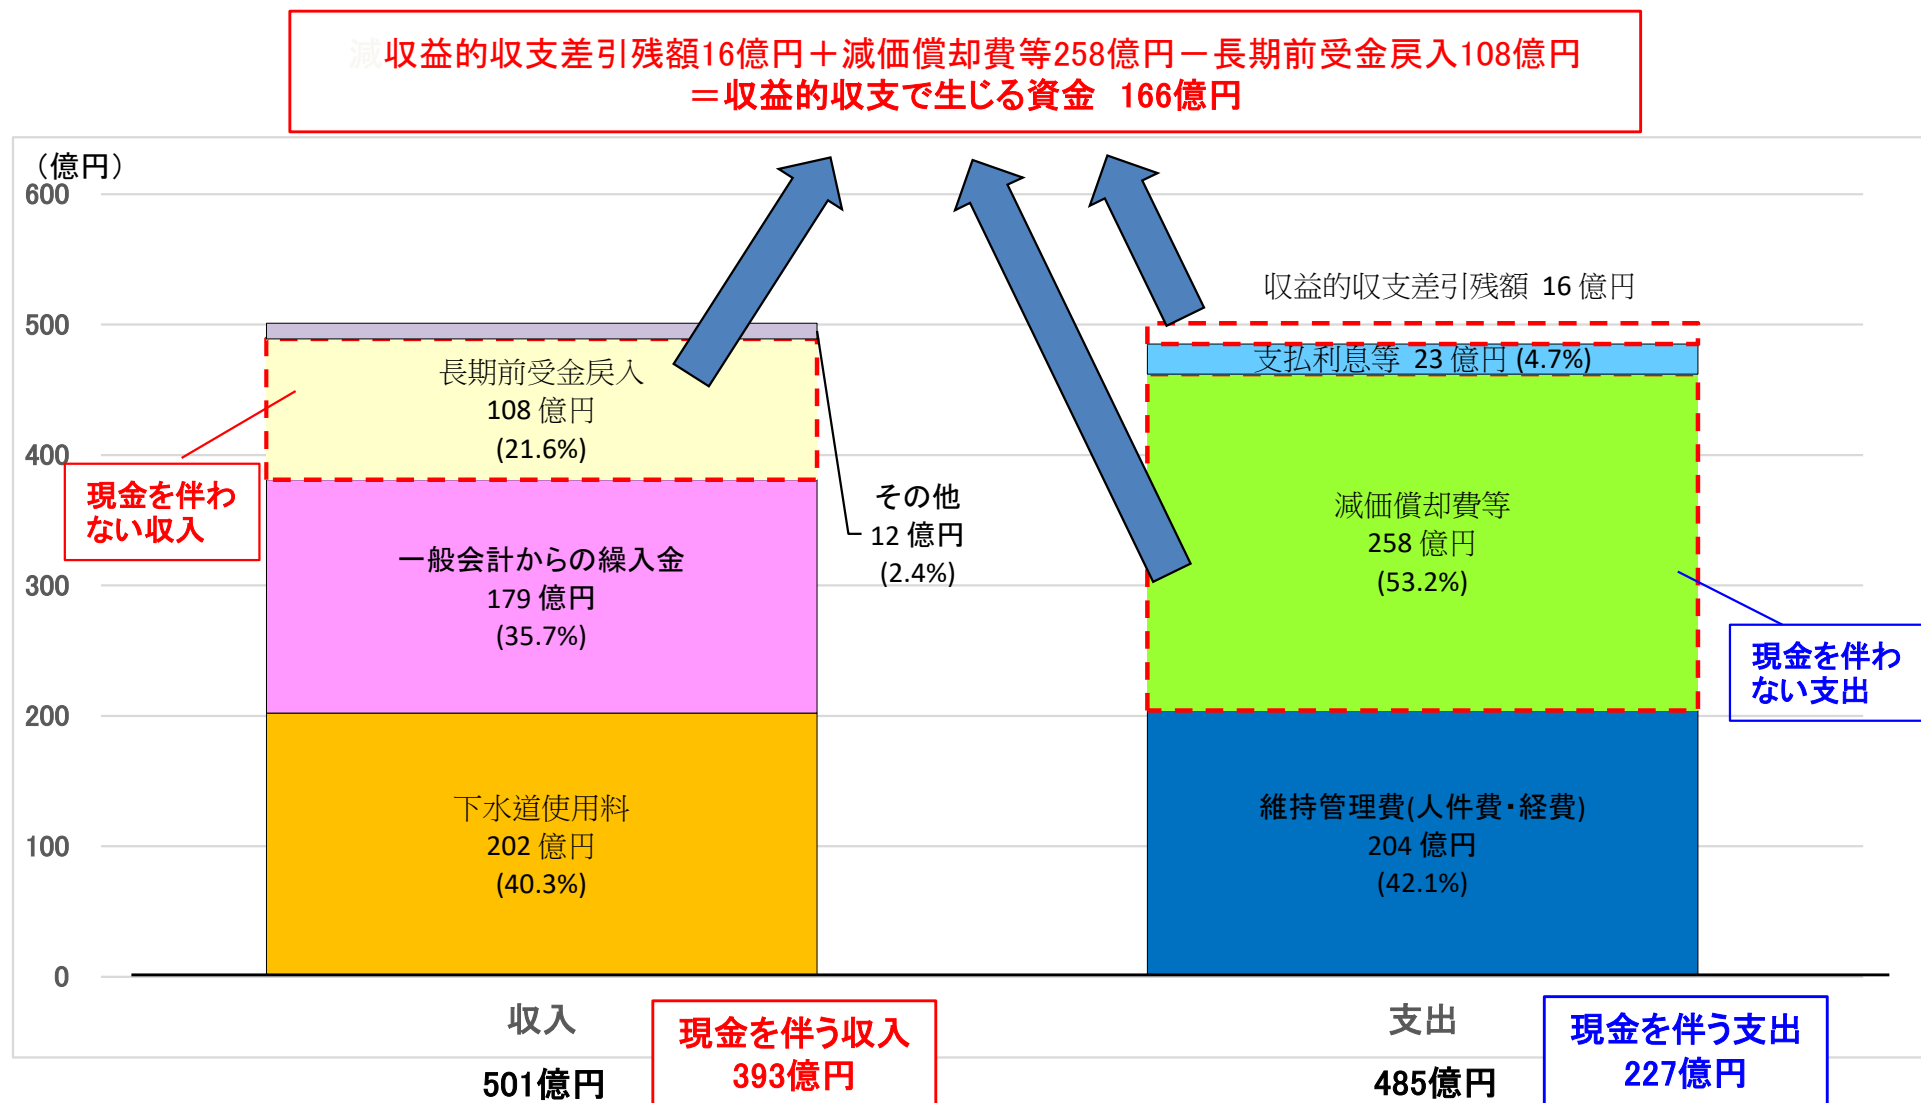 減収益的収支差引残額16億円＋減価償却費等258億円－長期前受金戻入108億円
＝収益的収支で生じる資金 166億円
（億円）
600
500
400
300
200
100
0
長期前受金戻入
108 億円
(21.6%)
現金を伴わ
ない収入
一般会計からの繰入金
179 億円
(35.7%)
下水道使用料
202 億円
(40.3%)
その他
12 億円
(2.4%)
収益的収支差引残額 16 億円
支払利息等 23 億円 (4.7%)
減価償却費等
258 億円
(53.2%)
現金を伴わ
ない支出
維持管理費(人件費・経費)
204 億円
(42.1%)
収入
501億円
現金を伴う収入
393億円
支出
485億円
現金を伴う支出
227億円